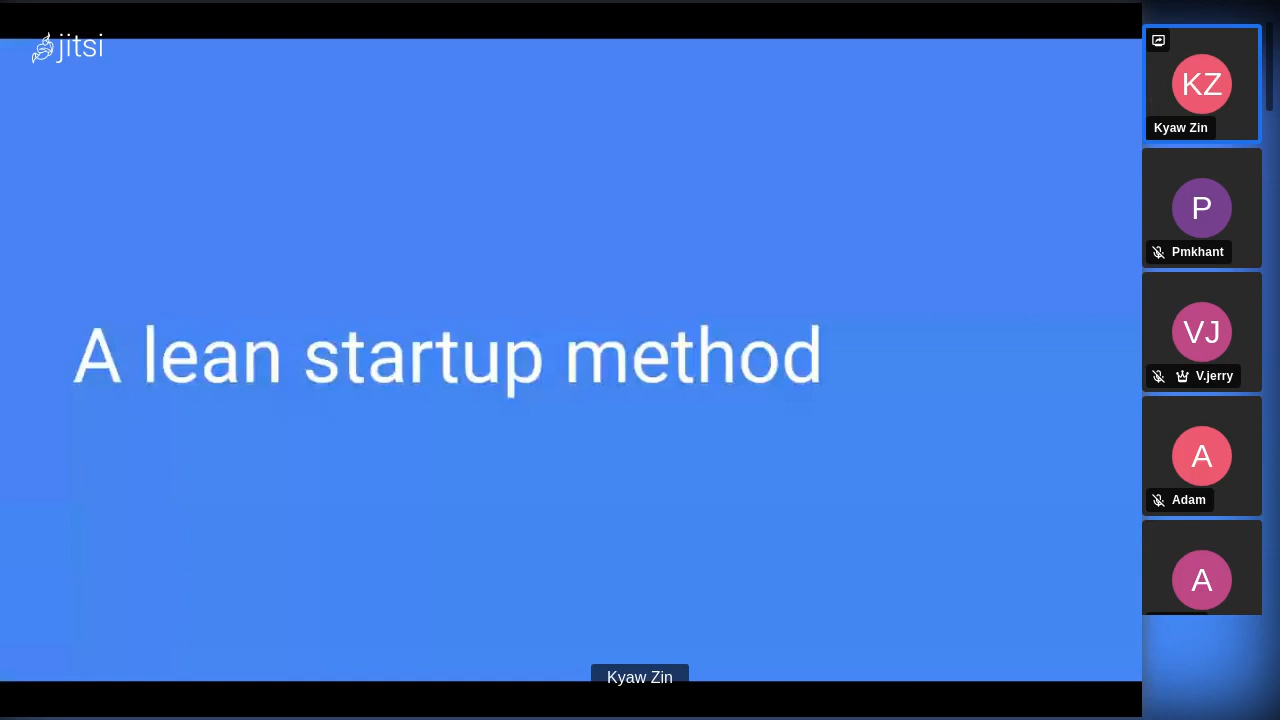 jitsi
A lean startup method
Kyaw Zin
KZ
Kyaw Zin
P
Pmkhant
VJ
V.jerry
A
Adam
A